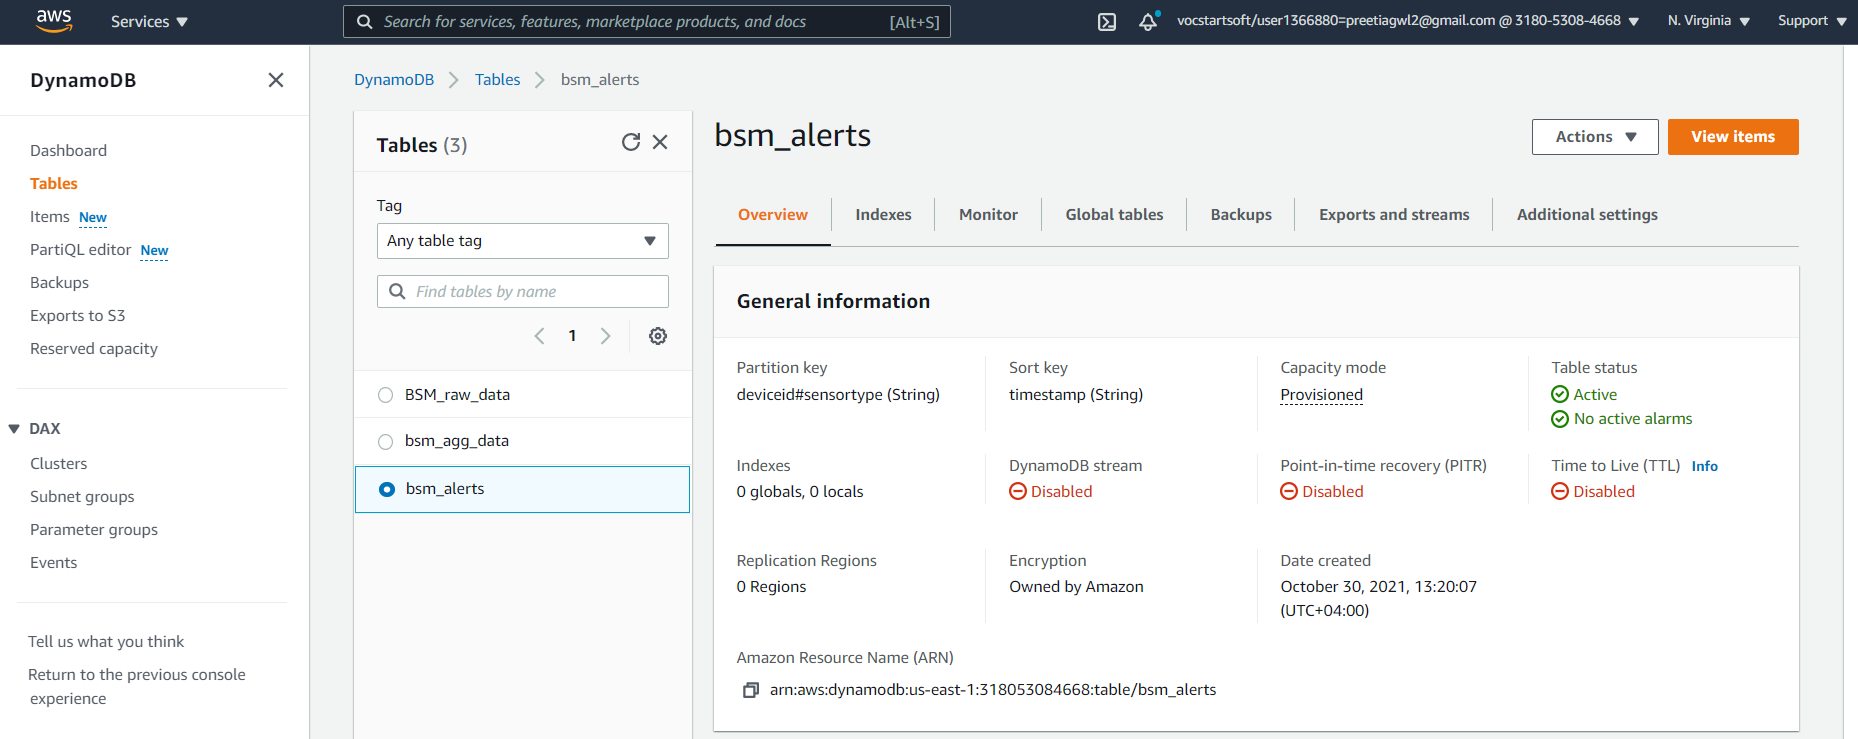 aws
Services
Search for services, features, marketplace products, and docs
[Alt+S]
vocstartsoft/user1366880=preetiagwl2@gmail.com @ 3180-5308-4668
N. Virginia
Support
DynamoDB
Dashboard
Tables
Items New
PartiQL editor New
Backups
Exports to S3
Reserved capacity
DAX
Clusters
Subnet groups
Parameter groups
Events
Tell us what you think
Return to the previous console
experience
DynamoDB
Tables
bsm_alerts
Tables (3)
Tag
Any table tag
Find tables by name
1
BSM_raw_data
bsm_agg_data
bsm_alerts
bsm_alerts
Actions
View items
Overview
Indexes
Monitor
Global tables
Backups
Exports and streams
Additional settings
General information
Partition key
deviceid#sensortype (String)
Sort key
timestamp (String)
Capacity mode
Provisioned
Table status
Active
No active alarms
Indexes
0 globals, 0 locals
DynamoDB stream
Disabled
Point-in-time recovery (PITR)
Disabled
Time to Live (TTL) Info
Disabled
Replication Regions
0 Regions
Encryption
Owned by Amazon
Date created
October 30, 2021, 13:20:07
(UTC+04:00)
Amazon Resource Name (ARN)
arn:aws:dynamodb:us-east-1:318053084668:table/bsm_alerts